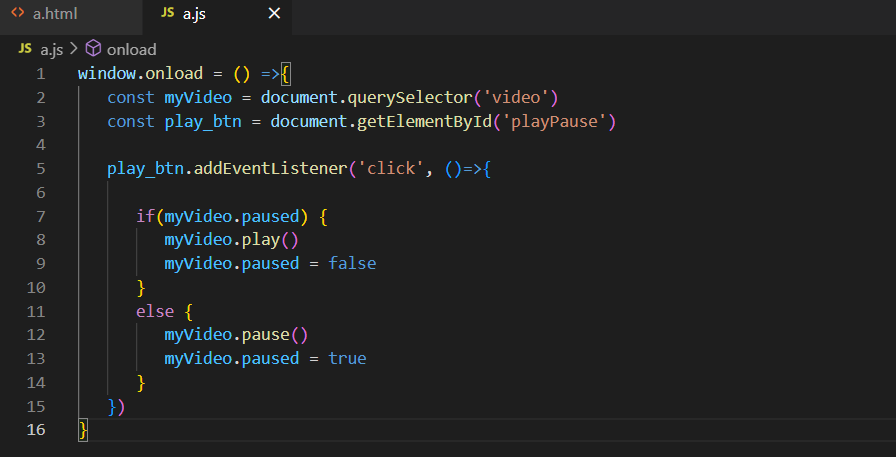 <> a.html JS a.js ×
JS a.js > onload
1 window.onload = () =>{
2 const myVideo = document.querySelector('video')
3 const play_btn = document.getElementById('playPause')
4
5 play_btn.addEventListener('click', ()=>{
6
7 if(myVideo.paused) {
8 myVideo.play()
9 myVideo.paused = false
10 }
11 else {
12 myVideo.pause()
13 myVideo.paused = true
14 }
15 })
16 }